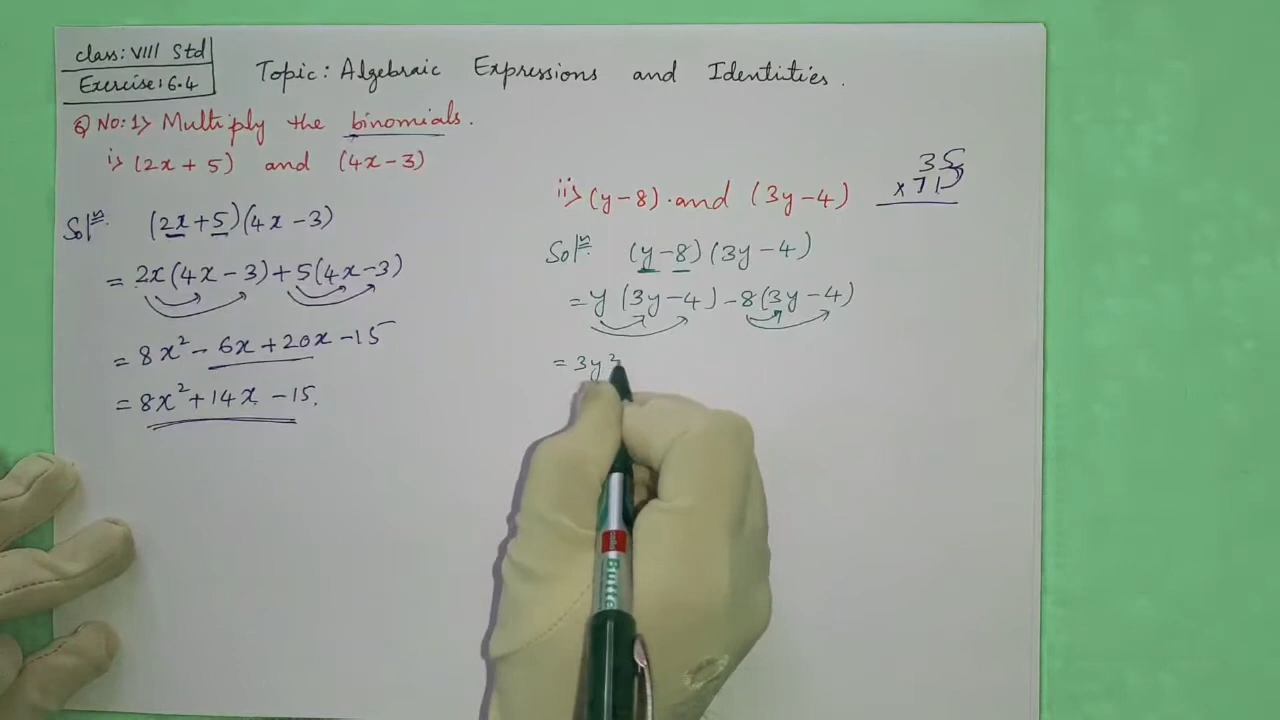 class: VIII Std
Exercise: 6.4
Topic: Algebraic Expressions and Identities.
Q No:1> Multiply the binomials.
i> (2x + 5) and (4x - 3)
Solⁿ: (2x + 5)(4x - 3)
= 2x(4x - 3) + 5(4x - 3)
= 8x² - 6x + 20x - 15
= 8x² + 14x - 15.
ii> (y - 8) . and (3y - 4)
35
x 71
Solⁿ: (y - 8)(3y - 4)
= y (3y - 4) - 8(3y - 4)
= 3y²